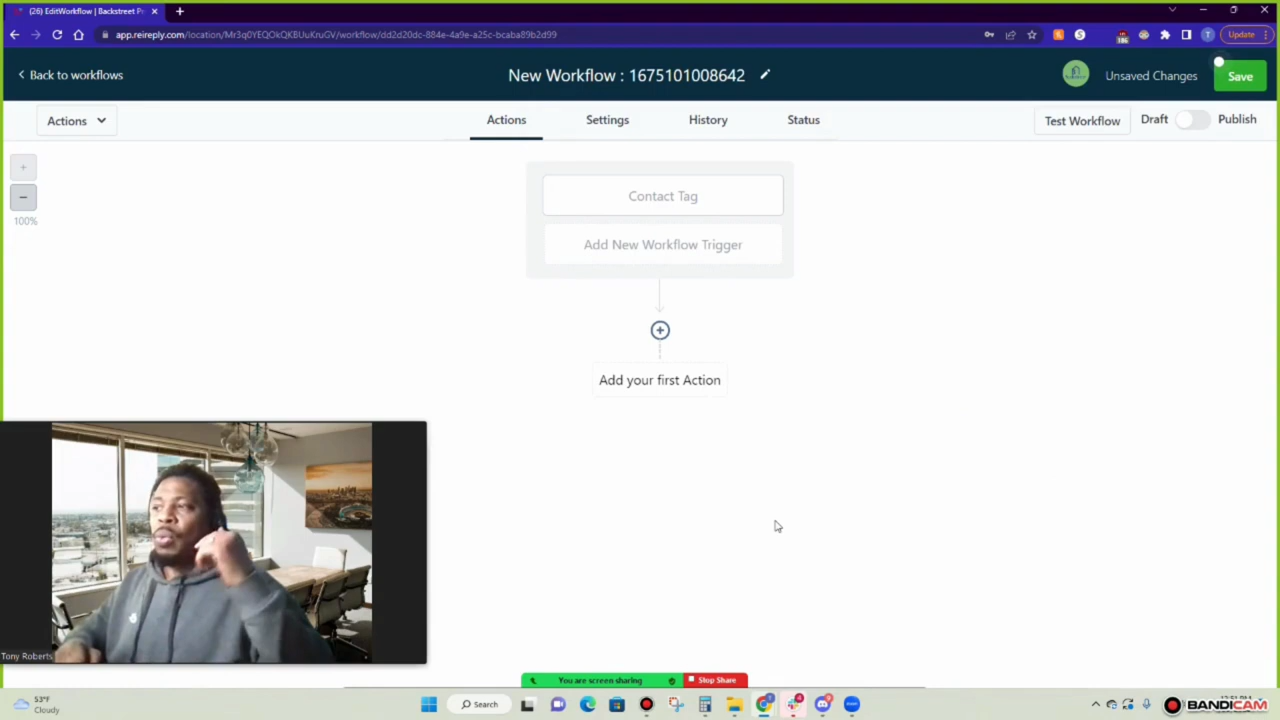 (26) EditWorkflow | Backstreet Pr
app.reireply.com/location/Mr3q0YEQOkQKBUuKruGV/workflow/dd2d20dc-884e-4a9e-a25c-bcaba89b2d99
Update
Back to workflows
New Workflow : 1675101008642
Unsaved Changes
Save
Actions
Actions
Settings
History
Status
Test Workflow
Draft
Publish
100%
Contact Tag
Add New Workflow Trigger
Add your first Action
Tony Roberts
You are screen sharing
Stop Share
53°F
Cloudy
Search
BANDICAM